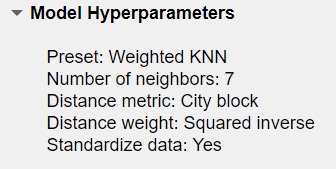 Model Hyperparameters
Preset: Weighted KNN
Number of neighbors: 7
Distance metric: City block
Distance weight: Squared inverse
Standardize data: Yes